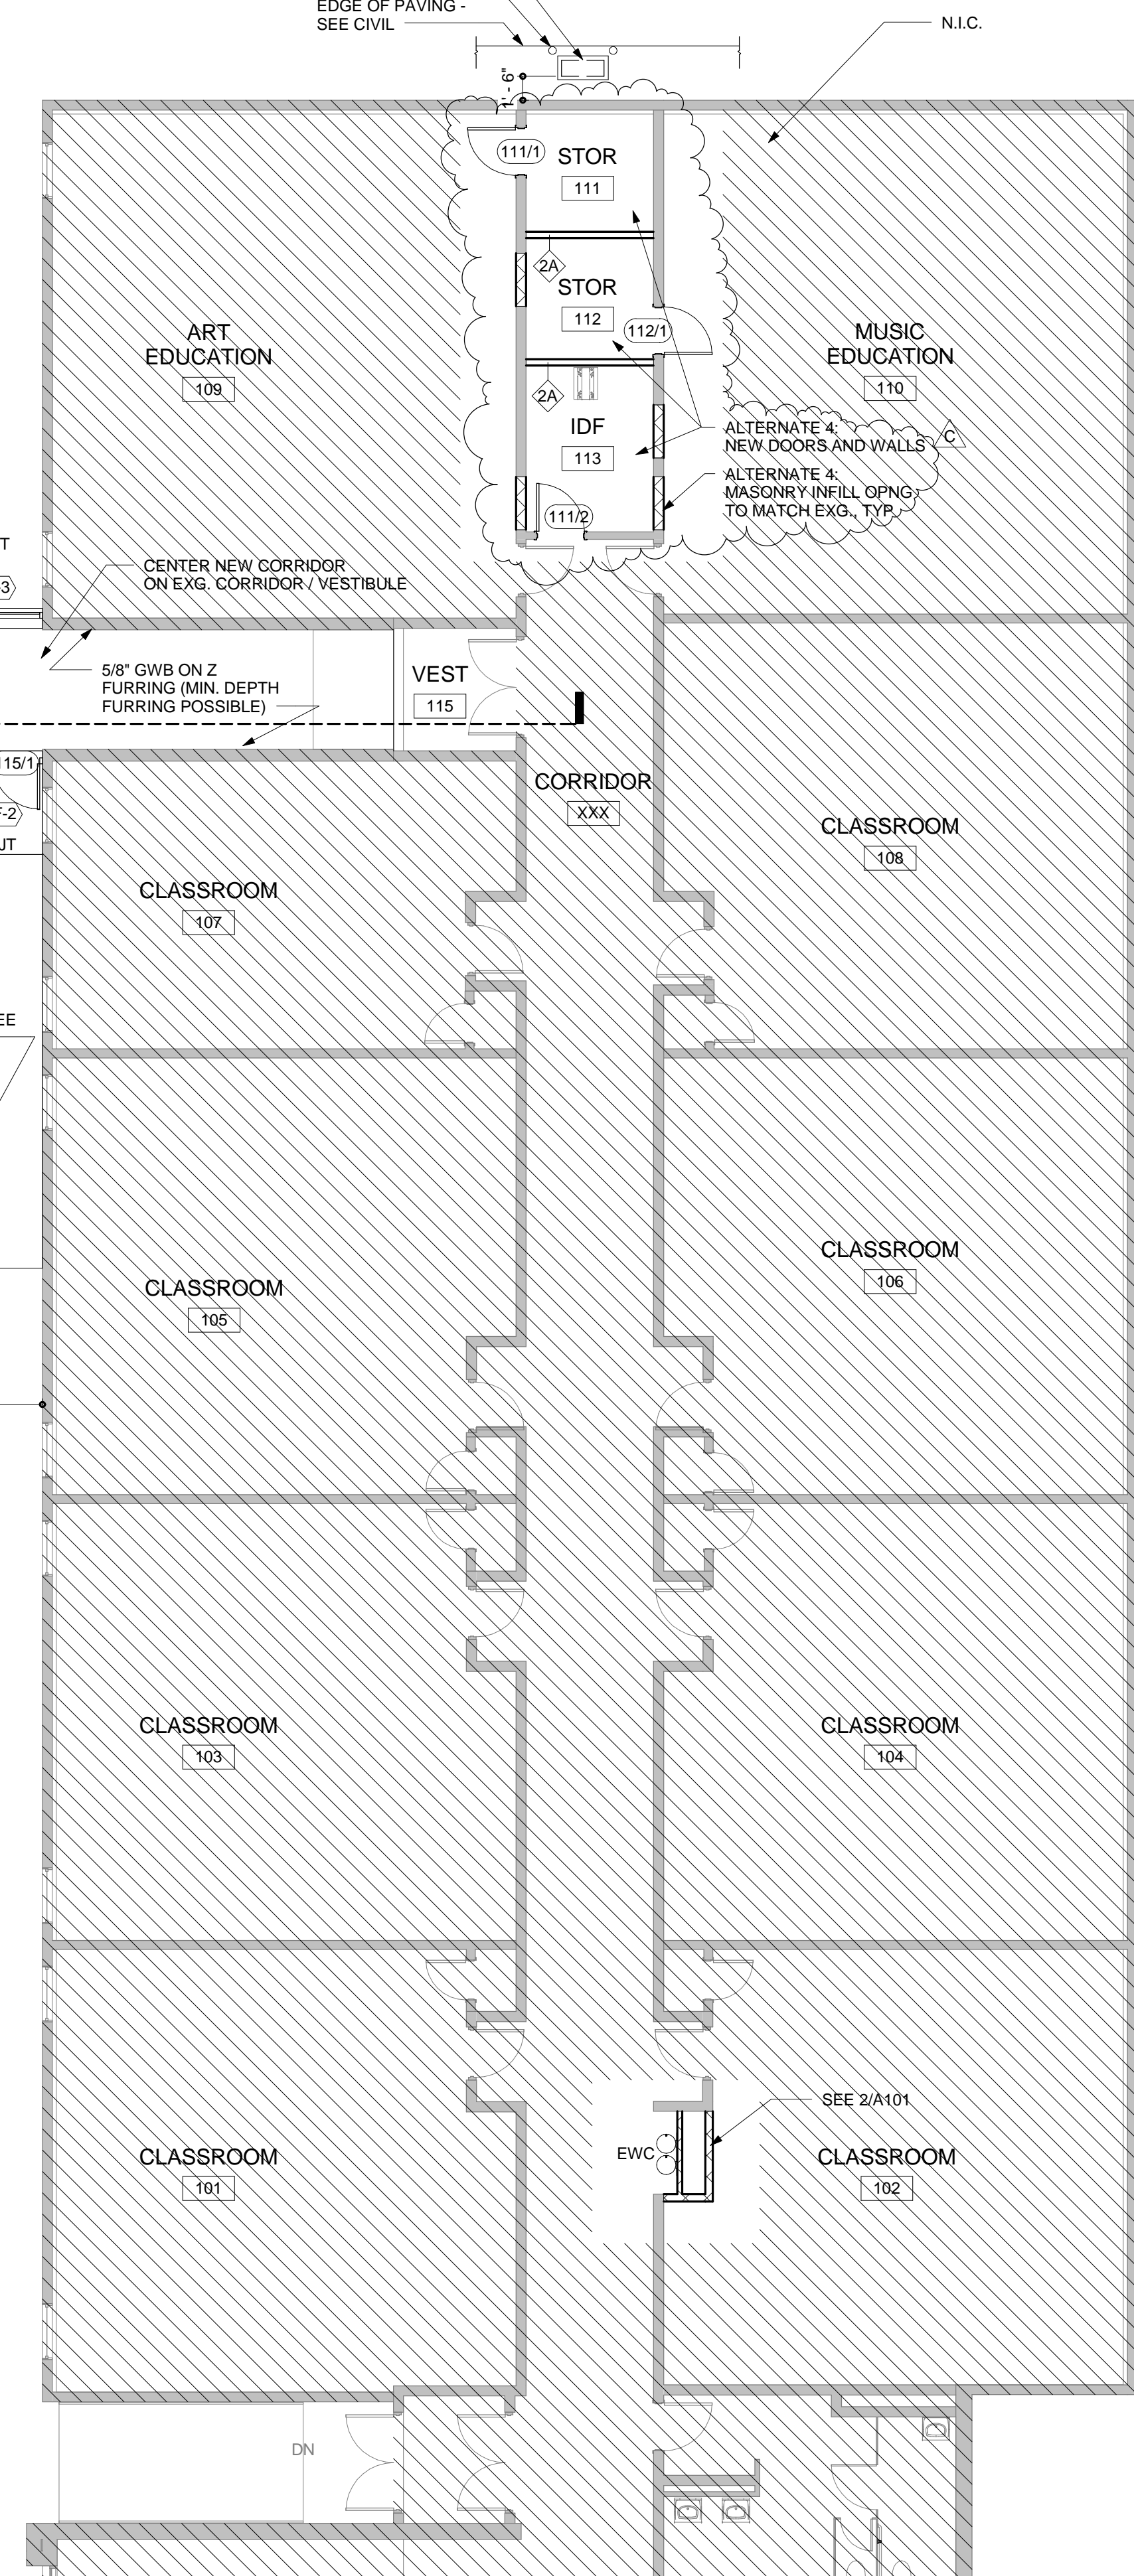 EDGE OF PAVING -
SEE CIVIL
N.I.C.
1' - 6"
111/1
STOR
111
2A
STOR
112
112/1
ART
EDUCATION
109
MUSIC
EDUCATION
110
2A
IDF
113
ALTERNATE 4:
NEW DOORS AND WALLS
C
ALTERNATE 4:
MASONRY INFILL OPNG
TO MATCH EXG., TYP.
111/2
T
CENTER NEW CORRIDOR
ON EXG. CORRIDOR / VESTIBULE
-3
5/8" GWB ON Z
FURRING (MIN. DEPTH
FURRING POSSIBLE)
VEST
115
115/1
CORRIDOR
XXX
-2
JT
CLASSROOM
108
CLASSROOM
107
EE
CLASSROOM
106
CLASSROOM
105
CLASSROOM
103
CLASSROOM
104
SEE 2/A101
EWC
CLASSROOM
101
CLASSROOM
102
DN